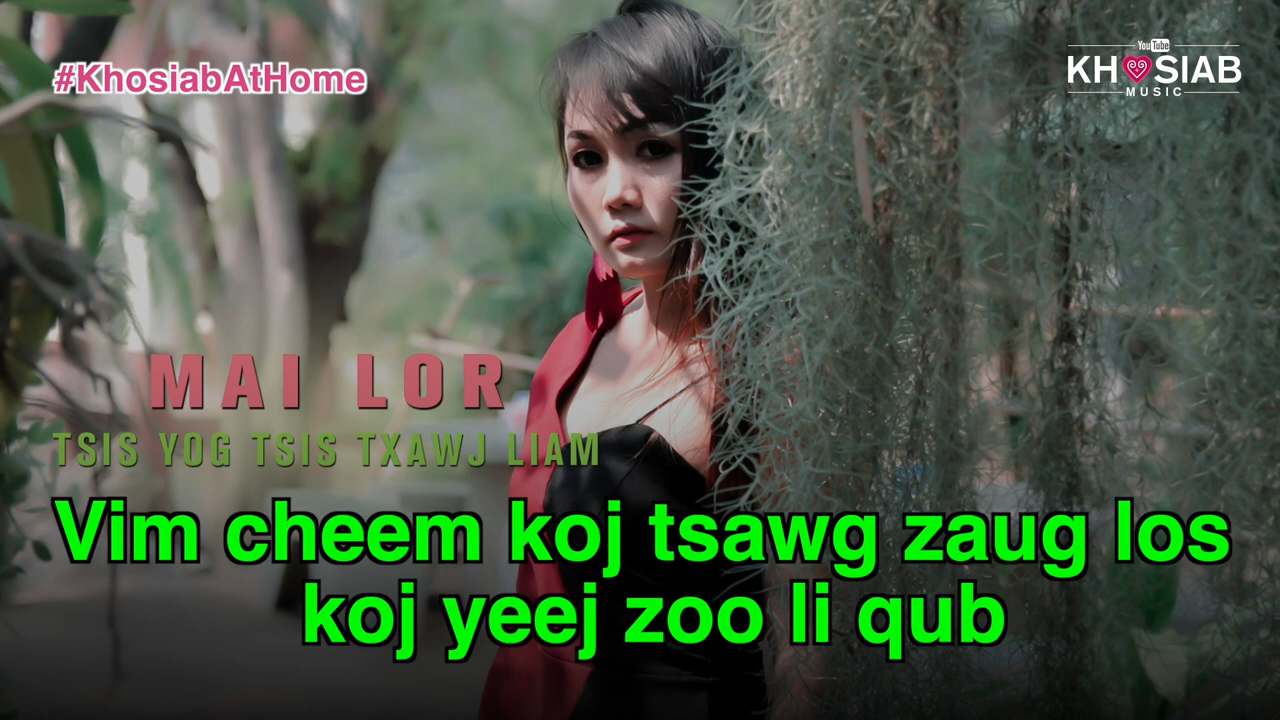 #KhosiabAtHome
YouTube
KHOSIAB
MUSIC
MAI LOR
TSIS YOG TSIS TXAWJ LIAM
Vim cheem koj tsawg zaug los
koj yeej zoo li qub